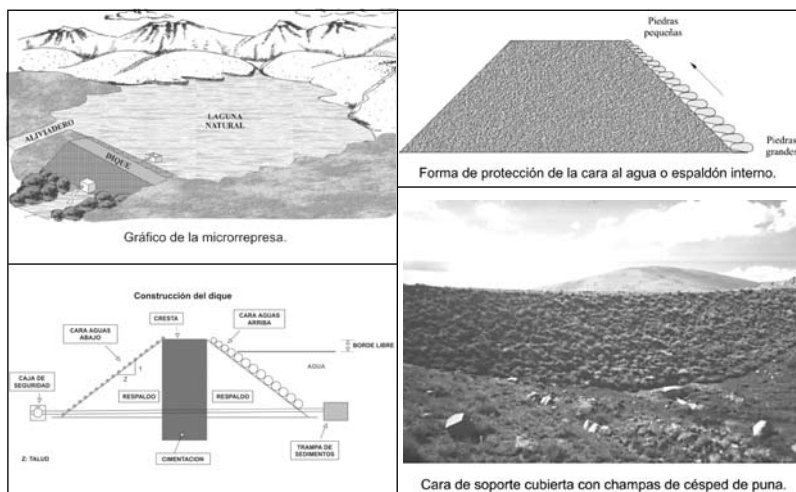 LAGUNA
NATURAL
ALIVIADERO
DIQUE
Gráfico de la microrrepresa.
Piedras
pequeñas
Piedras
grandes
Forma de protección de la cara al agua o espaldón interno.
Construcción del dique
CRESTA
CARA AGUAS
ABAJO
CARA AGUAS
ARRIBA
BORDE LIBRE
AGUA
1
Z
CAJA DE
SEGURIDAD
RESPALDO
RESPALDO
TRAMPA DE
SEDIMENTOS
CIMENTACION
Z: TALUD
Cara de soporte cubierta con champas de césped de puna.